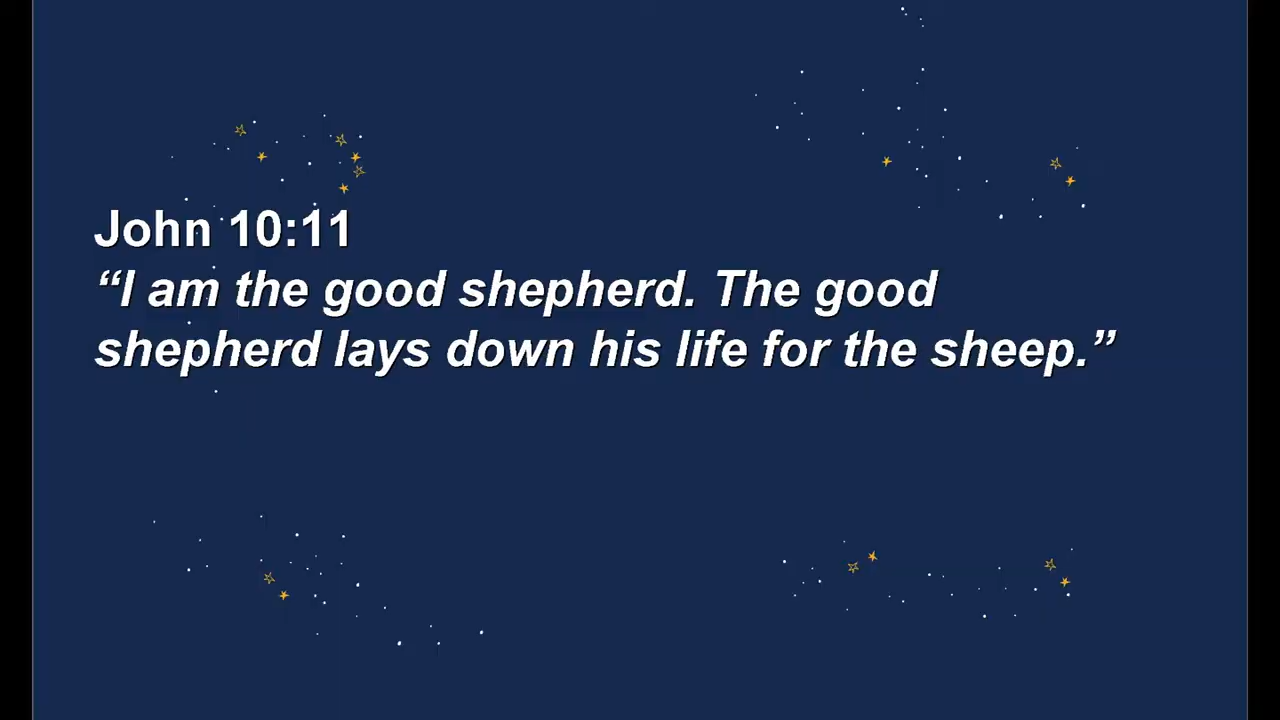 John 10:11
“I am the good shepherd. The good
shepherd lays down his life for the sheep.”